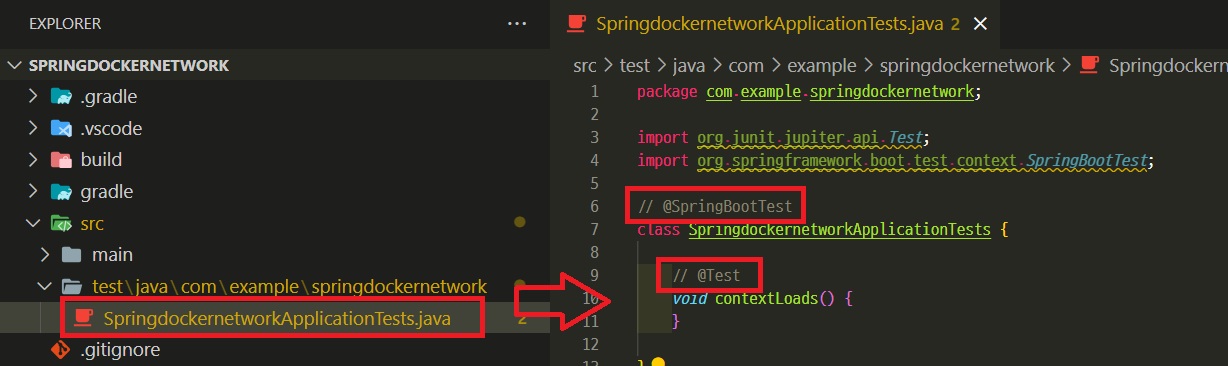 EXPLORER
SPRINGDOCKERNETWORK
.gradle
.vscode
build
gradle
src
main
test\java\com\example\springdockernetwork
SpringdockernetworkApplicationTests.java 2
.gitignore
SpringdockernetworkApplicationTests.java 2
src > test > java > com > example > springdockernetwork > Springdocker
1 package com.example.springdockernetwork;
2
3 import org.junit.jupiter.api.Test;
4 import org.springframework.boot.test.context.SpringBootTest;
5
6 // @SpringBootTest
7 class SpringdockernetworkApplicationTests {
8
9 // @Test
10 void contextLoads() {
11 }
12
13 }